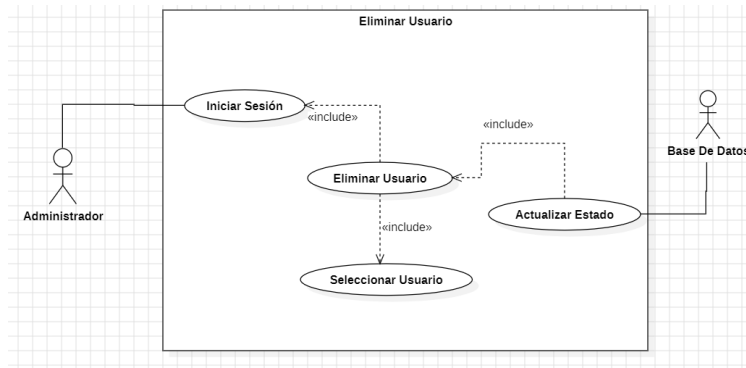 Eliminar Usuario
Iniciar Sesión
«include»
«include»
Base De Datos
Eliminar Usuario
Administrador
Actualizar Estado
«include»
Seleccionar Usuario